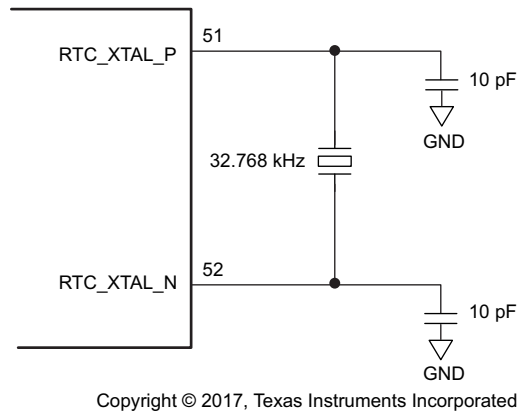 51
RTC_XTAL_P
10 pF
GND
32.768 kHz
52
RTC_XTAL_N
10 pF
GND
Copyright © 2017, Texas Instruments Incorporated